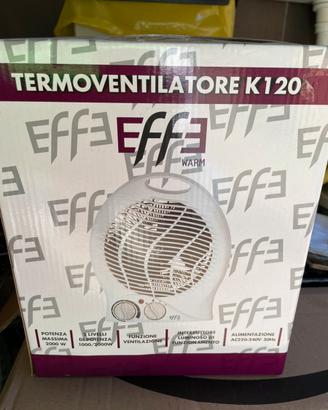 TERMOVENTILATORE K120
EFFE
WARM
EFFE
POTENZA MASSIMA 2000 W
2 LIVELLI DI POTENZA 1000/2000W
FUNZIONE VENTILAZIONE
INTERRUTTORE LUMINOSO DI FUNZIONAMENTO
ALIMENTAZIONE AC220-240V 50Hz